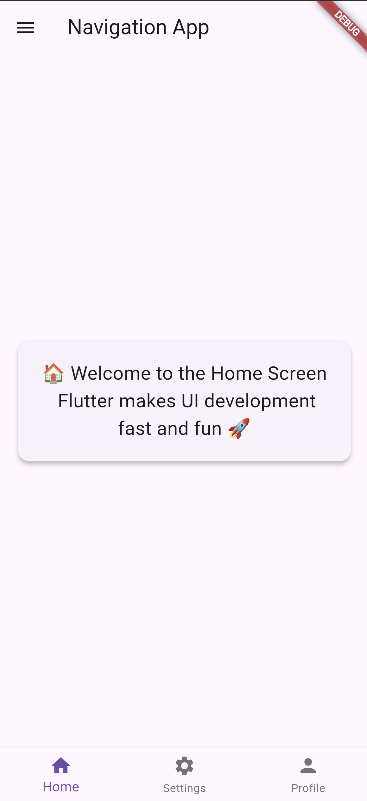 Navigation App
DEBUG
🏠 Welcome to the Home Screen
Flutter makes UI development
fast and fun 🚀
Home
Settings
Profile